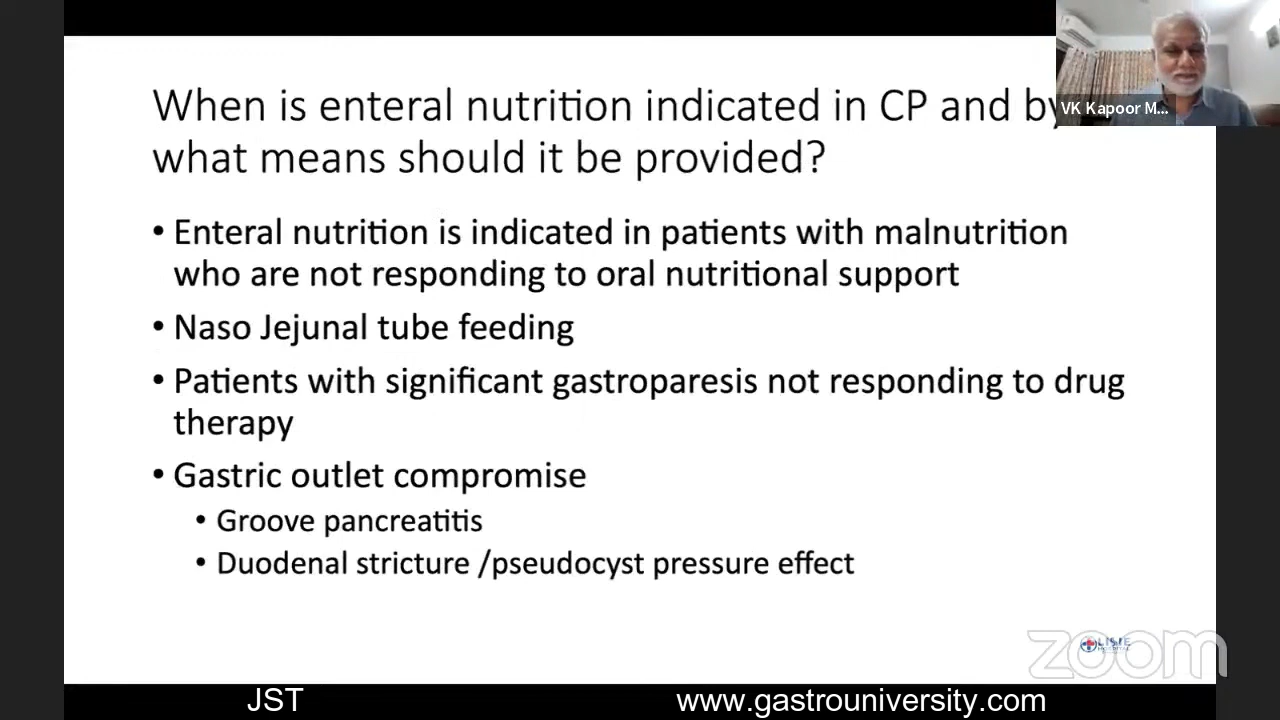 When is enteral nutrition indicated in CP and by
what means should it be provided?
VK Kapoor M...
• Enteral nutrition is indicated in patients with malnutrition
who are not responding to oral nutritional support
• Naso Jejunal tube feeding
• Patients with significant gastroparesis not responding to drug
therapy
• Gastric outlet compromise
• Groove pancreatitis
• Duodenal stricture /pseudocyst pressure effect
LISIE
HOSPITAL
zoom
JST
www.gastrouniversity.com